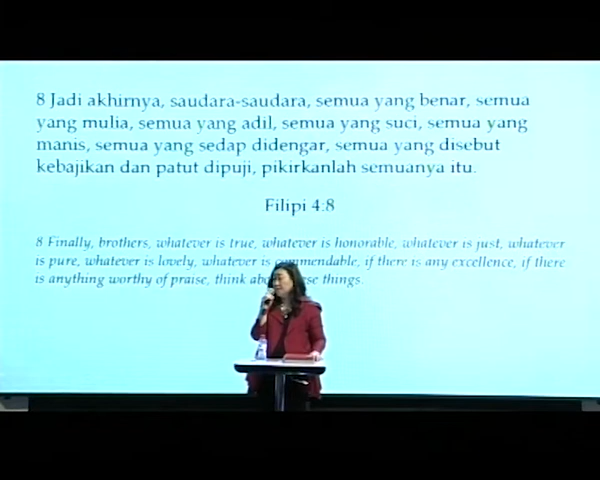 8 Jadi akhirnya, saudara-saudara, semua yang benar, semua
yang mulia, semua yang adil, semua yang suci, semua yang
manis, semua yang sedap didengar, semua yang disebut
kebajikan dan patut dipuji, pikirkanlah semuanya itu.
Filipi 4:8
8 Finally, brothers, whatever is true, whatever is honorable, whatever is just, whatever
is pure, whatever is lovely, whatever is commendable, if there is any excellence, if there
is anything worthy of praise, think these things.